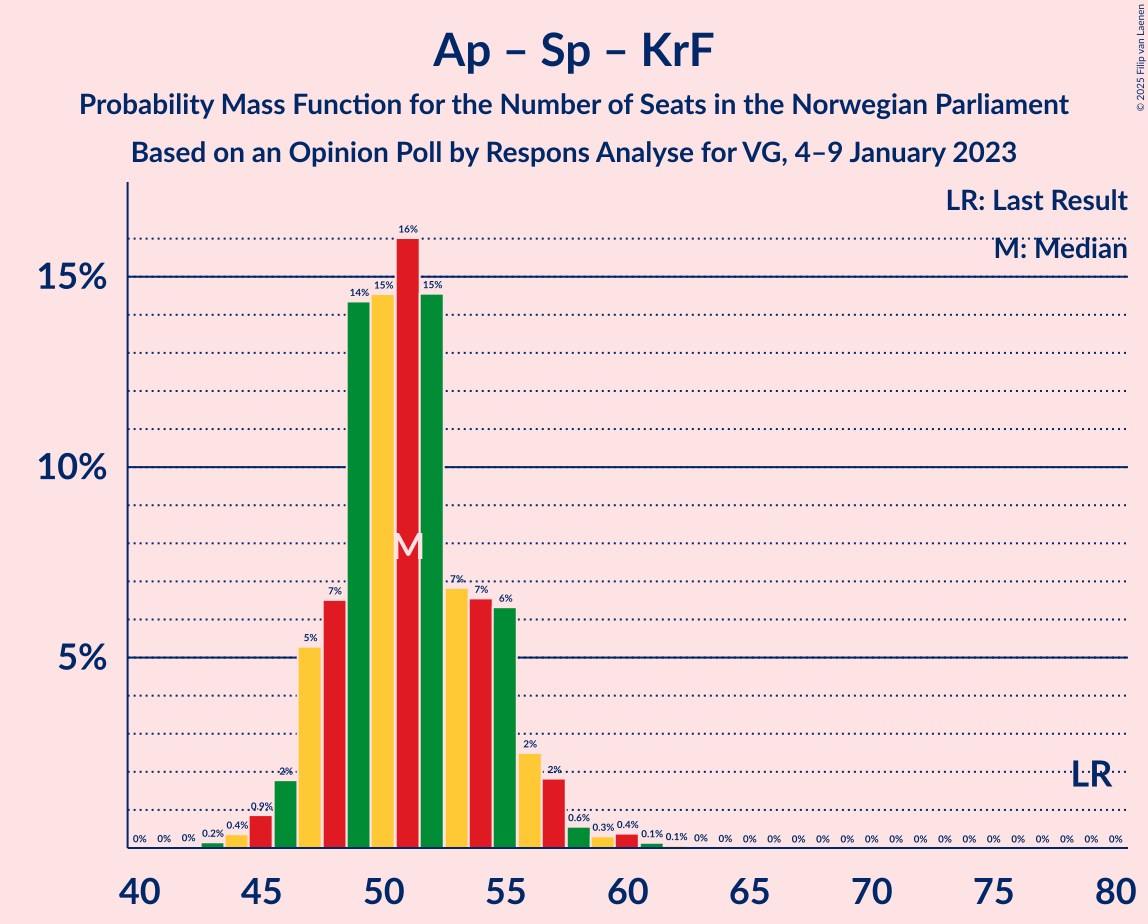 Ap – Sp – KrF
Probability Mass Function for the Number of Seats in the Norwegian Parliament
Based on an Opinion Poll by Respons Analyse for VG, 4–9 January 2023
© 2025 Filip van Laenen
LR: Last Result
M: Median
15%
10%
5%
0% 0% 0% 0.2% 0.4% 0.9% 2% 5% 7% 14% 15% 16% 15% 7% 7% 6% 2% 2% 0.6% 0.3% 0.4% 0.1% 0.1% 0% 0% 0% 0% 0% 0% 0% 0% 0% 0% 0% 0% 0% 0% 0% 0% 0% 0%
M
LR
40 45 50 55 60 65 70 75 80